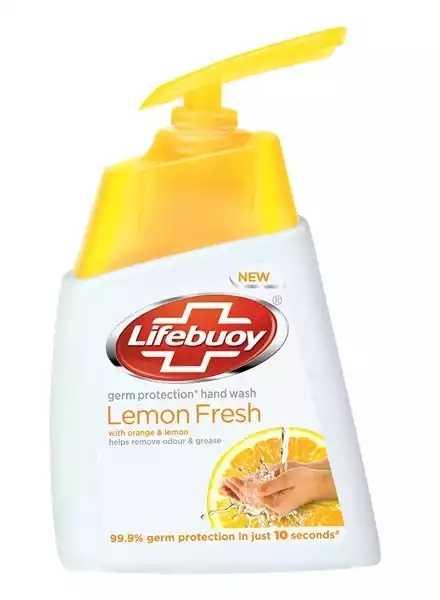 NEW
Lifebuoy®
germ protection* hand wash
Lemon Fresh
with orange & lemon
helps remove odour & grease
99.9% germ protection in just 10 seconds#